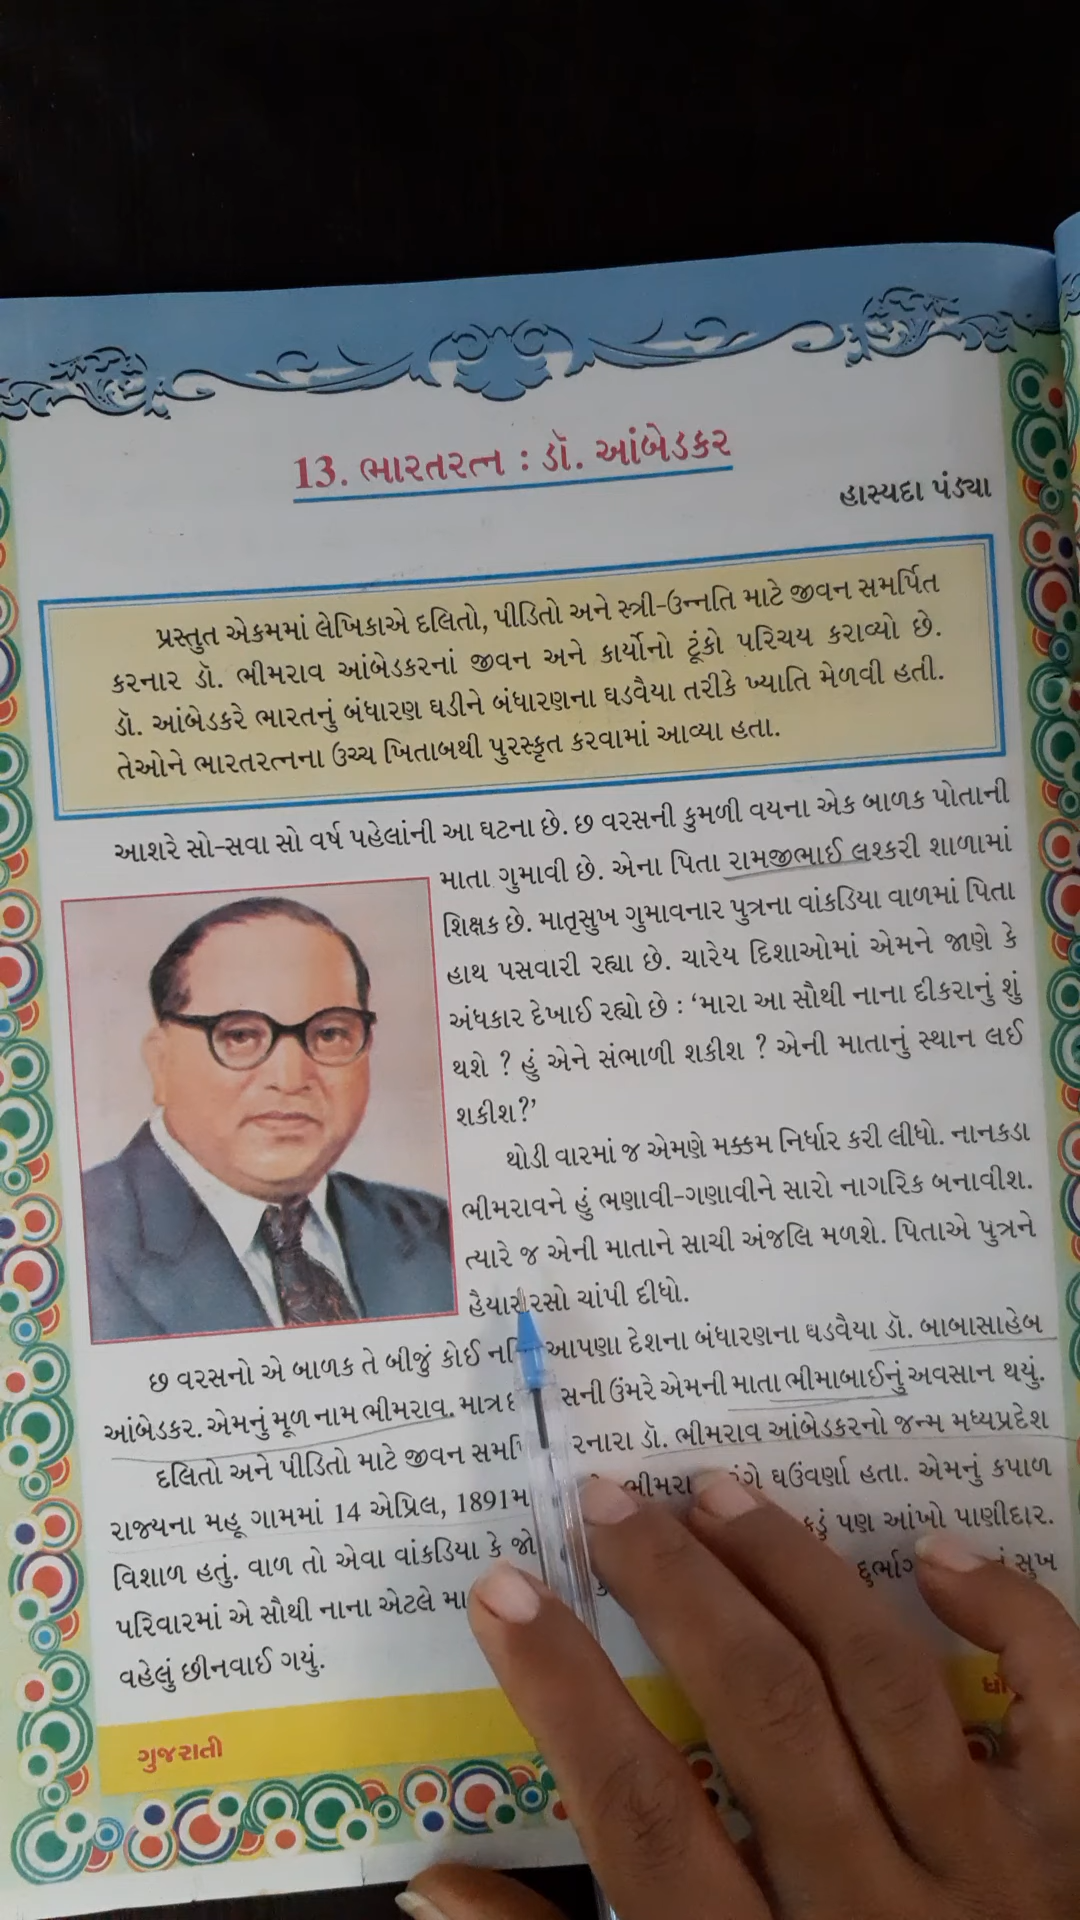 13. ભારતરત્ન : ડૉ. આંબેડકર
હાસ્યદા પંડ્યા
પ્રસ્તુત એકમમાં લેખિકાએ દલિતો, પીડિતો અને સ્ત્રી-ઉન્નતિ માટે જીવન સમર્પિત
કરનાર ડૉ. ભીમરાવ આંબેડકરનાં જીવન અને કાર્યોનો ટૂંકો પરિચય કરાવ્યો છે.
ડૉ. આંબેડકરે ભારતનું બંધારણ ઘડીને બંધારણના ઘડવૈયા તરીકે ખ્યાતિ મેળવી હતી.
તેઓને ભારતરત્નના ઉચ્ચ ખિતાબથી પુરસ્કૃત કરવામાં આવ્યા હતા.
આશરે સો-સવા સો વર્ષ પહેલાંની આ ઘટના છે. છ વરસની કુમળી વયના એક બાળક પોતાની
માતા ગુમાવી છે. એના પિતા રામજીભાઈ લશ્કરી શાળામાં
શિક્ષક છે. માતૃસુખ ગુમાવનાર પુત્રના વાંકડિયા વાળમાં પિતા
હાથ પસવારી રહ્યા છે. ચારેય દિશાઓમાં એમને જાણે કે
અંધકાર દેખાઈ રહ્યો છે : ‘મારા આ સૌથી નાના દીકરાનું શું
થશે ? હું એને સંભાળી શકીશ ? એની માતાનું સ્થાન લઈ
શકીશ?’
થોડી વારમાં જ એમણે મક્કમ નિર્ધાર કરી લીધો. નાનકડા
ભીમરાવને હું ભણાવી-ગણાવીને સારો નાગરિક બનાવીશ.
ત્યારે જ એની માતાને સાચી અંજલિ મળશે. પિતાએ પુત્રને
હૈયાસરસો ચાંપી દીધો.
છ વરસનો એ બાળક તે બીજું કોઈ આપણા દેશના બંધારણના ઘડવૈયા ડૉ. બાબાસાહેબ
આંબેડકર. એમનું મૂળ નામ ભીમરાવ. માત્ર ઉંમરે એમની માતા ભીમાબાઈનું અવસાન થયું.
દલિતો અને પીડિતો માટે જીવન ડૉ. ભીમરાવ આંબેડકરનો જન્મ મધ્યપ્રદેશ
રાજ્યના મહૂ ગામમાં 14 એપ્રિલ, 1891 ઘઉંવર્ણા હતા. એમનું કપાળ
વિશાળ હતું. વાળ તો એવા વાંકડિયા કે જો પણ આંખો પાણીદાર.
પરિવારમાં એ સૌથી નાના એટલે સુખ
વહેલું છીનવાઈ ગયું.
ગુજરાતી